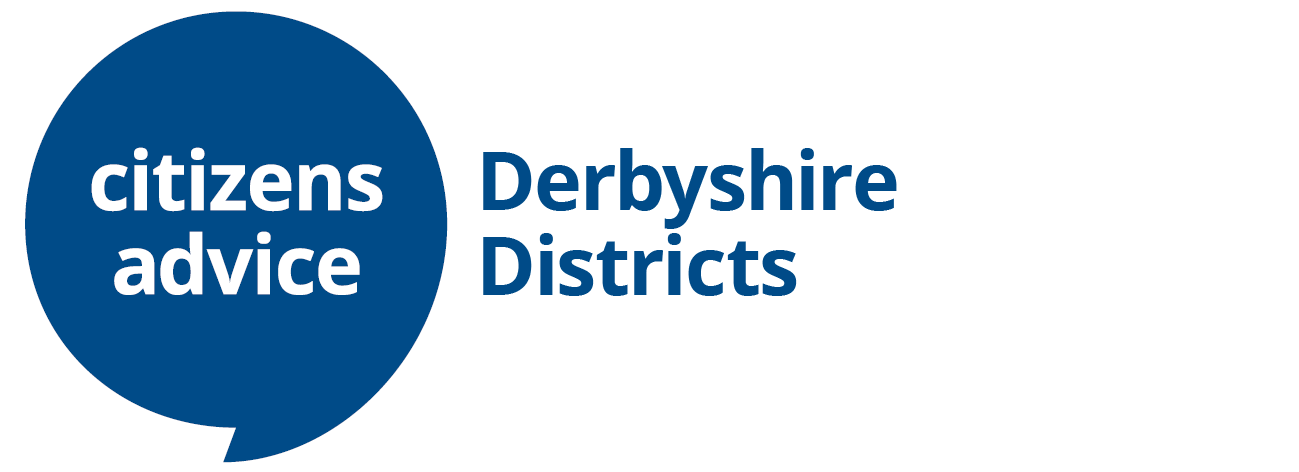 citizens
advice
Derbyshire
Districts